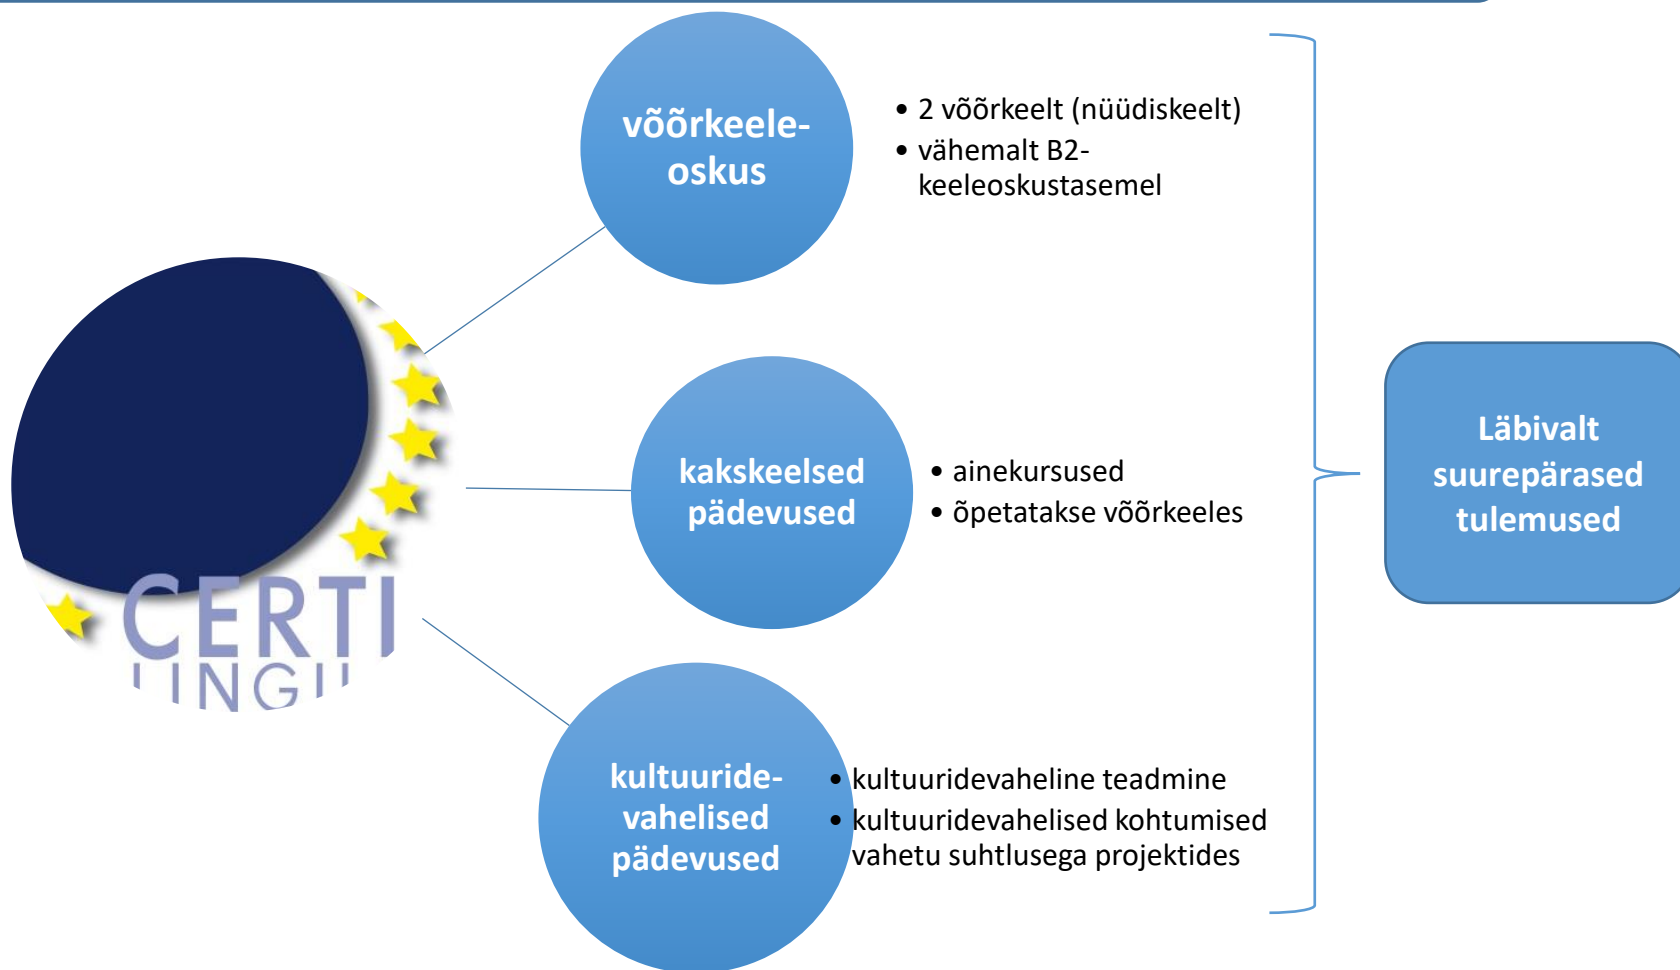 võõrkeele-
oskus
• 2 võõrkeelt (nüüdiskeelt)
• vähemalt B2-
keeleoskustasemel
CERTI
LINGU
kakskeelsed
pädevused
• ainekursused
• õpetatakse võõrkeeles
kultuuride-
vahelised
pädevused
• kultuuridevaheline teadmine
• kultuuridevahelised kohtumised
vahetu suhtlusega projektides
Läbivalt
suurepärased
tulemused